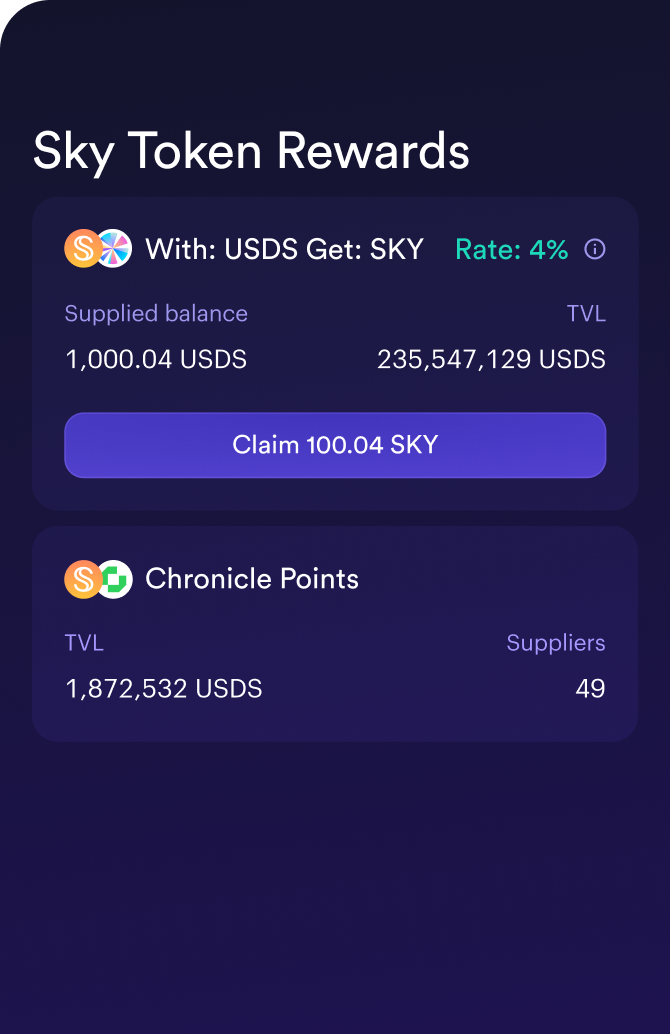 Sky Token Rewards
With: USDS Get: SKY Rate: 4%
Supplied balance TVL
1,000.04 USDS 235,547,129 USDS
Claim 100.04 SKY
Chronicle Points
TVL Suppliers
1,872,532 USDS 49